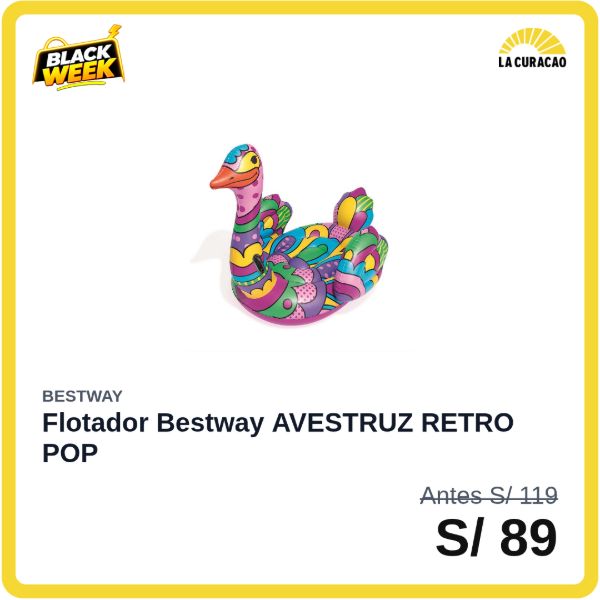 BLACK
WEEK
LA CURACAO
BESTWAY
Flotador Bestway AVESTRUZ RETRO
POP
Antes S/ 119
S/ 89